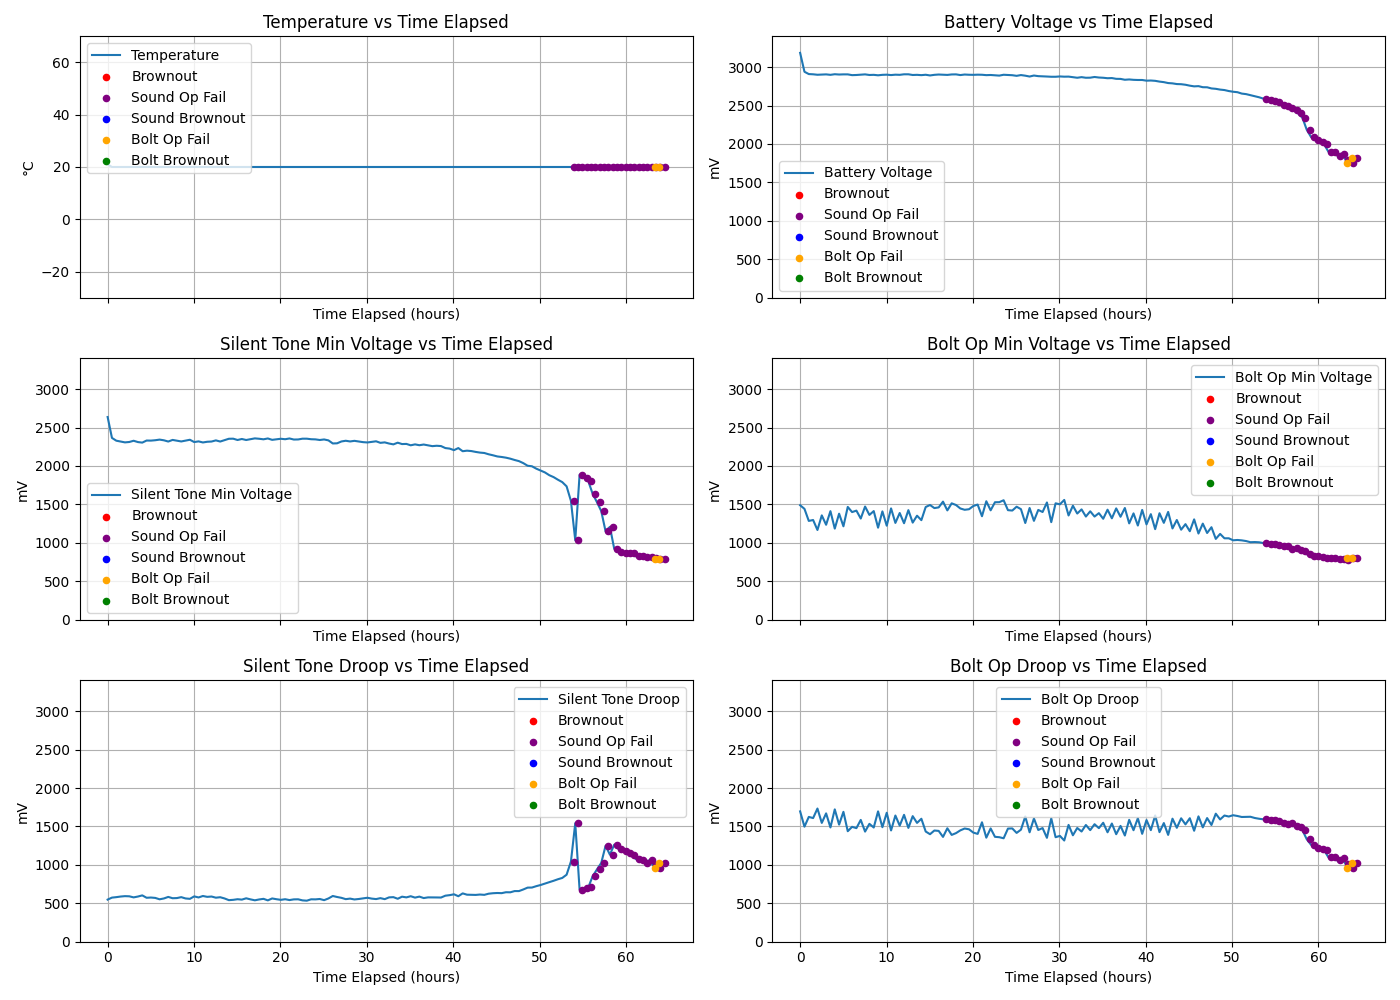 Temperature vs Time Elapsed
°C
60
40
20
0
−20
Temperature
Brownout
Sound Op Fail
Sound Brownout
Bolt Op Fail
Bolt Brownout
Time Elapsed (hours)
Battery Voltage vs Time Elapsed
mV
3000
2500
2000
1500
1000
500
0
Battery Voltage
Brownout
Sound Op Fail
Sound Brownout
Bolt Op Fail
Bolt Brownout
Time Elapsed (hours)
Silent Tone Min Voltage vs Time Elapsed
mV
3000
2500
2000
1500
1000
500
0
Silent Tone Min Voltage
Brownout
Sound Op Fail
Sound Brownout
Bolt Op Fail
Bolt Brownout
Time Elapsed (hours)
Bolt Op Min Voltage vs Time Elapsed
mV
3000
2500
2000
1500
1000
500
0
Bolt Op Min Voltage
Brownout
Sound Op Fail
Sound Brownout
Bolt Op Fail
Bolt Brownout
Time Elapsed (hours)
Silent Tone Droop vs Time Elapsed
mV
3000
2500
2000
1500
1000
500
0
Silent Tone Droop
Brownout
Sound Op Fail
Sound Brownout
Bolt Op Fail
Bolt Brownout
0 10 20 30 40 50 60
Time Elapsed (hours)
Bolt Op Droop vs Time Elapsed
mV
3000
2500
2000
1500
1000
500
0
Bolt Op Droop
Brownout
Sound Op Fail
Sound Brownout
Bolt Op Fail
Bolt Brownout
0 10 20 30 40 50 60
Time Elapsed (hours)